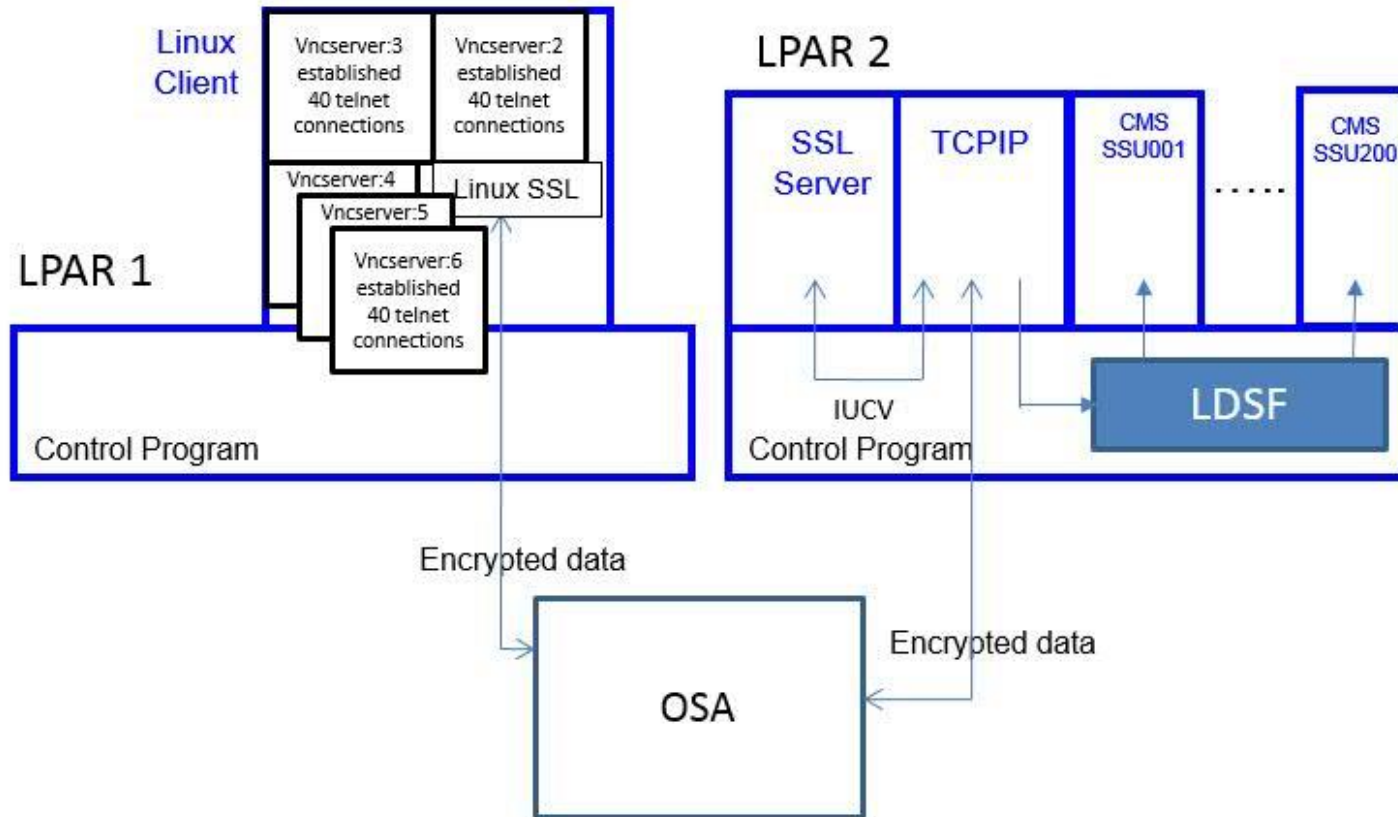 Linux
Client
Vncserver:3
established
40 telnet
connections
Vncserver:2
established
40 telnet
connections
Vncserver:4
Linux SSL
Vncserver:5
Vncserver:6
established
40 telnet
connections
LPAR 1
Control Program
LPAR 2
SSL
Server
TCPIP
CMS
SSU001
.....
CMS
SSU200
IUCV
LDSF
Control Program
Encrypted data
Encrypted data
OSA